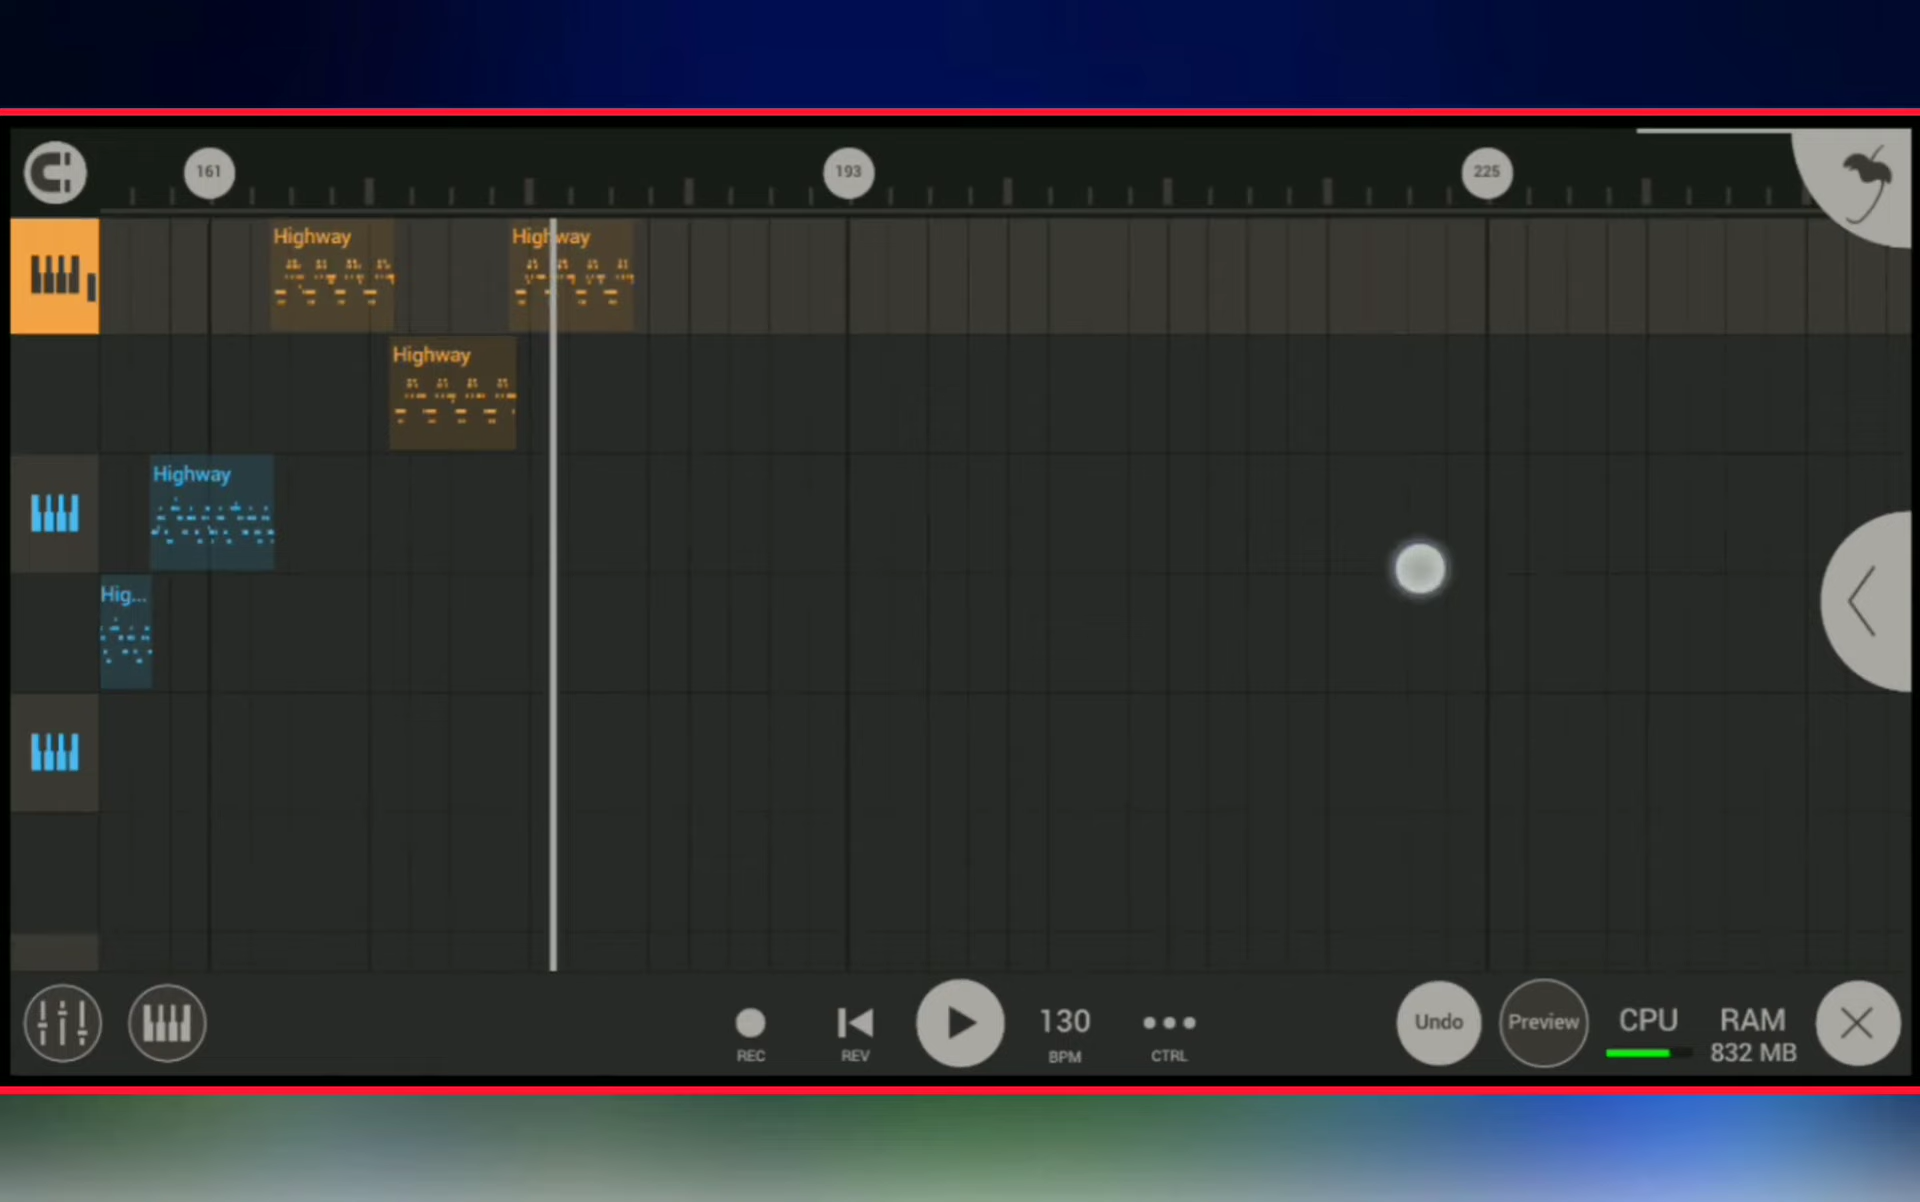 161
193
225
Highway
Highway
Highway
Highway
Hig...
130
Undo
Preview
CPU
RAM
REC
REV
BPM
CTRL
832 MB